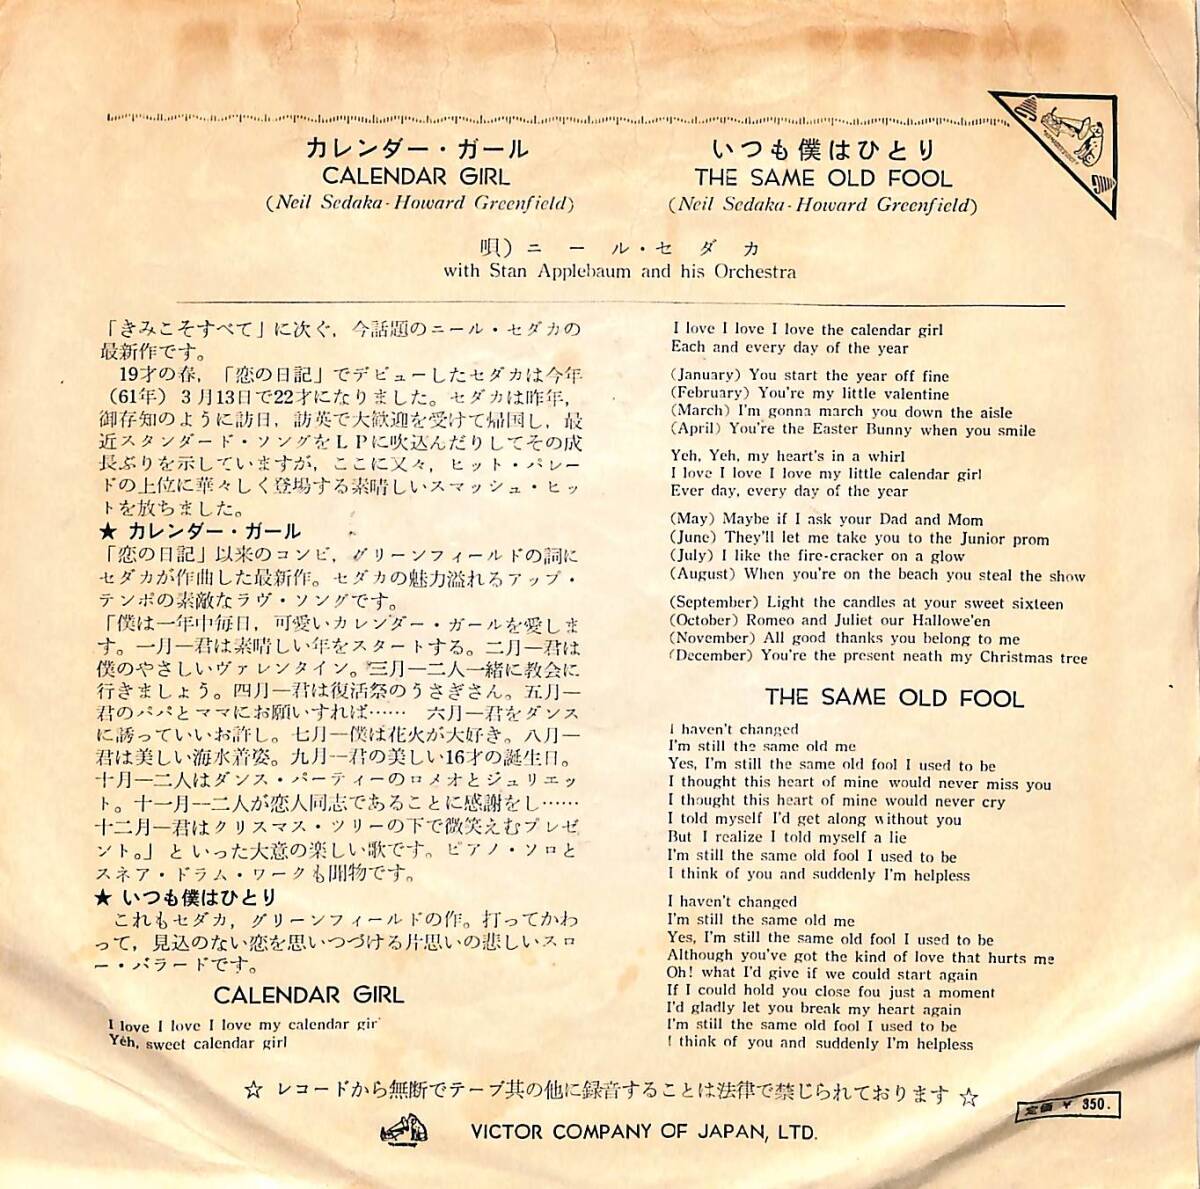 カレンダー・ガール
CALENDAR GIRL
(Neil Sedaka-Howard Greenfield)
いつも僕はひとり
THE SAME OLD FOOL
(Neil Sedaka-Howard Greenfield)
唄) ニール・セダカ
with Stan Applebaum and his Orchestra
「きみこそすべて」に次ぐ，今話題のニール・セダカの
最新作です。
19才の春，「恋の日記」でデビューしたセダカは今年
(61年) 3月13日で22才になりました。セダカは昨年，
御存知のように訪日，訪英で大歓迎を受けて帰国し，最
近スタンダード・ソングをLPに吹込んだりしてその成
長ぶりを示していますが，ここに又々，ヒット・パレー
ドの上位に華々しく登場する素晴しいスマッシュ・ヒッ
トを放ちました。
★ カレンダー・ガール
「恋の日記」以来のコンビ，グリーンフィールドの詞に
セダカが作曲した最新作。セダカの魅力溢れるアップ・
テンポの素敵なラヴ・ソングです。
「僕は一年中毎日，可愛いカレンダー・ガールを愛しま
す。一月―君は素晴しい年をスタートする。二月―君は
僕のやさしいヴァレンタイン。三月―二人一緒に教会に
行きましょう。四月―君は復活祭のうさぎさん。五月―
君のパパとママにお願いすれば…… 六月―君をダンス
に誘っていいお許し。七月―僕は花火が大好き。八月―
君は美しい海水着姿。九月―君の美しい16才の誕生日。
十月―二人はダンス・パーティーのロメオとジュリエッ
ト。十一月―二人が恋人同志であることに感謝をし……
十二月―君はクリスマス・ツリーの下で微笑えむプレゼ
ント。」といった大意の楽しい歌です。ピアノ・ソロと
スネア・ドラム・ワークも聞物です。
★ いつも僕はひとり
これもセダカ，グリーンフィールドの作。打ってかわ
って，見込のない恋を思いつづける片思いの悲しいスロ
ー・バラードです。
CALENDAR GIRL
I love I love I love my calendar girl
Yeh, sweet calendar girl
I love I love I love the calendar girl
Each and every day of the year
(January) You start the year off fine
(February) You're my little valentine
(March) I'm gonna march you down the aisle
(April) You're the Easter Bunny when you smile
Yeh, Yeh, my heart's in a whirl
I love I love I love my little calendar girl
Ever day, every day of the year
(May) Maybe if I ask your Dad and Mom
(June) They'll let me take you to the Junior prom
(July) I like the fire-cracker on a glow
(August) When you're on the beach you steal the show
(September) Light the candles at your sweet sixteen
(October) Romeo and Juliet our Hallowe'en
(November) All good thanks you belong to me
(December) You're the present neath my Christmas tree
THE SAME OLD FOOL
I haven't changed
I'm still the same old me
Yes, I'm still the same old fool I used to be
I thought this heart of mine would never miss you
I thought this heart of mine would never cry
I told myself I'd get along without you
But I realize I told myself a lie
I'm still the same old fool I used to be
I think of you and suddenly I'm helpless
I haven't changed
I'm still the same old me
Yes, I'm still the same old fool I used to be
Although you've got the kind of love that hurts me
Oh! what I'd give if we could start again
If I could hold you close fou just a moment
I'd gladly let you break my heart again
I'm still the same old fool I used to be
I think of you and suddenly I'm helpless
☆ レコードから無断でテープ其の他に録音することは法律で禁じられております ☆
定価 ¥ 350.
VICTOR COMPANY OF JAPAN, LTD.